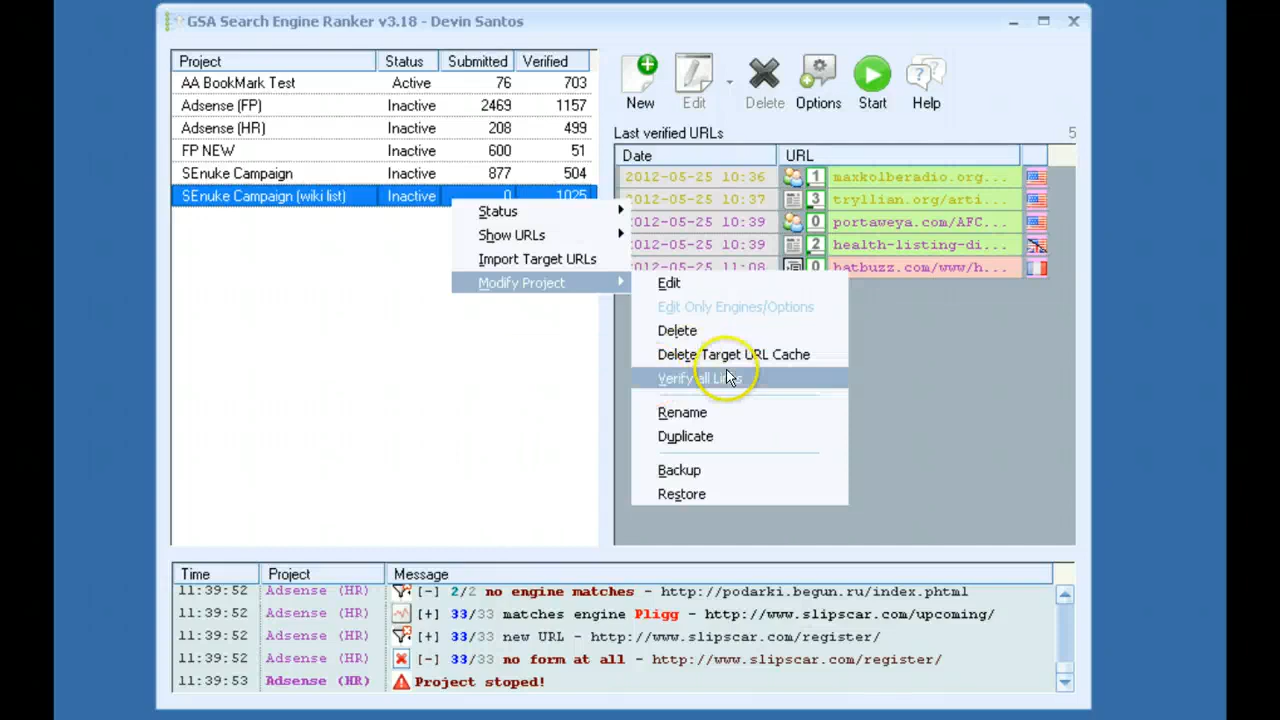 GSA Search Engine Ranker v3.18 - Devin Santos
Project Status Submitted Verified
AA BookMark Test Active 76 703
Adsense (FP) Inactive 2469 1157
Adsense (HR) Inactive 208 499
FP NEW Inactive 600 51
SEnuke Campaign Inactive 877 504
SEnuke Campaign (wiki list) Inactive 0 1025
New Edit Delete Options Start Help
Last verified URLs 5
Date URL
2012-05-25 10:36 1 maxkolberadio.org...
2012-05-25 10:37 3 tryllian.org/arti...
2012-05-25 10:39 0 portaweya.com/AFC...
2012-05-25 10:39 2 health-listing-di...
2012-05-25 11:08 0 hatbuzz.com/www/h...
Status
Show URLs
Import Target URLs
Modify Project
Edit
Edit Only Engines/Options
Delete
Delete Target URL Cache
Verify all Links
Rename
Duplicate
Backup
Restore
Time Project Message
11:39:52 Adsense (HR) [-] 2/2 no engine matches - http://podarki.begun.ru/index.phtml
11:39:52 Adsense (HR) [+] 33/33 matches engine Pligg - http://www.slipscar.com/upcoming/
11:39:52 Adsense (HR) [+] 33/33 new URL - http://www.slipscar.com/register/
11:39:52 Adsense (HR) [-] 33/33 no form at all - http://www.slipscar.com/register/
11:39:53 Adsense (HR) Project stoped!